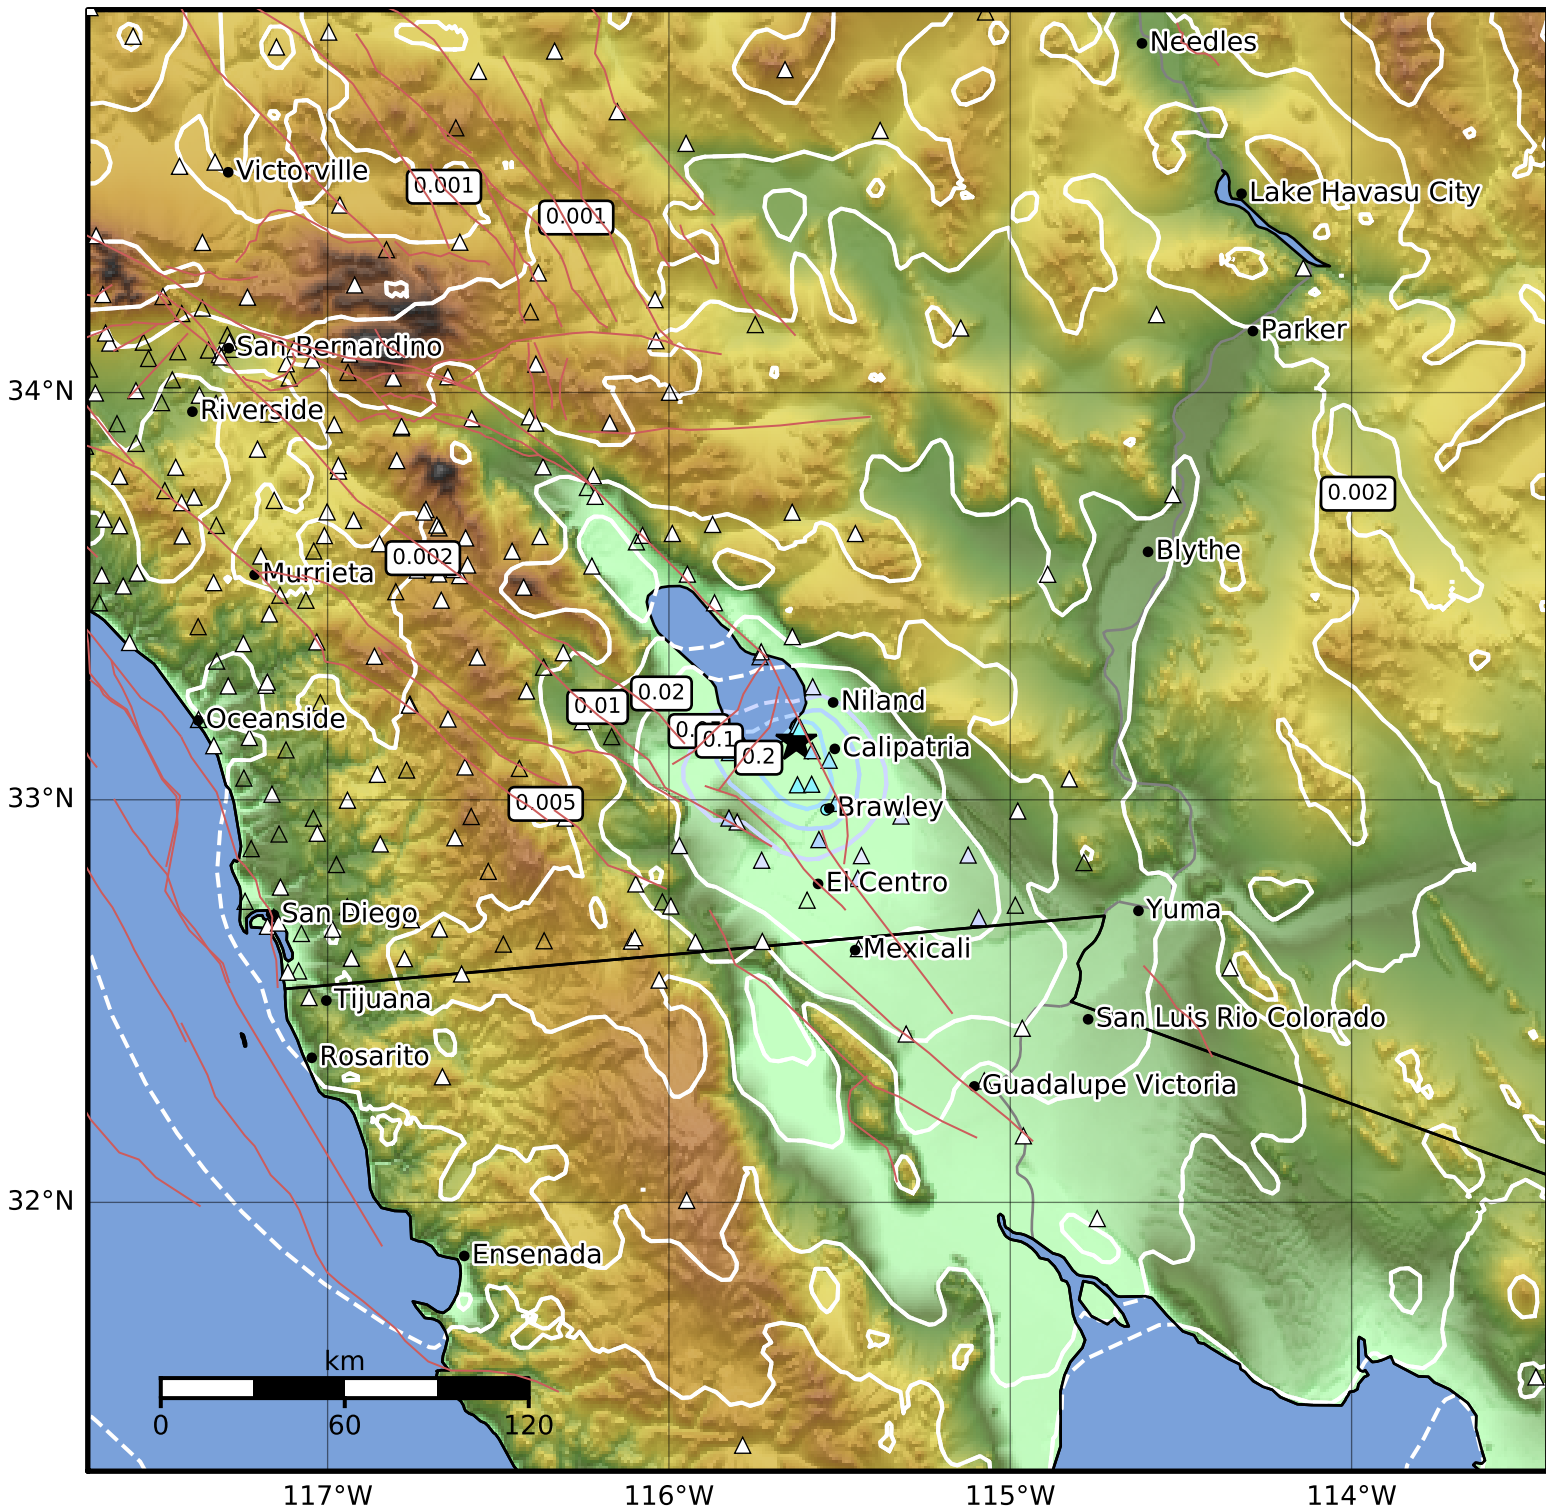 Needles
Victorville
0.001
Lake Havasu City
0.001
Parker
San Bernardino
34°N
Riverside
0.002
Blythe
0.002
Murrieta
0.02
Niland
0.01
Oceanside
0.1
Calipatria
0.2
33°N
0.005
Brawley
El Centro
San Diego
Yuma
Mexicali
Tijuana
San Luis Rio Colorado
Rosarito
Guadalupe Victoria
32°N
Ensenada
km
0 60 120
117°W 116°W 115°W 114°W